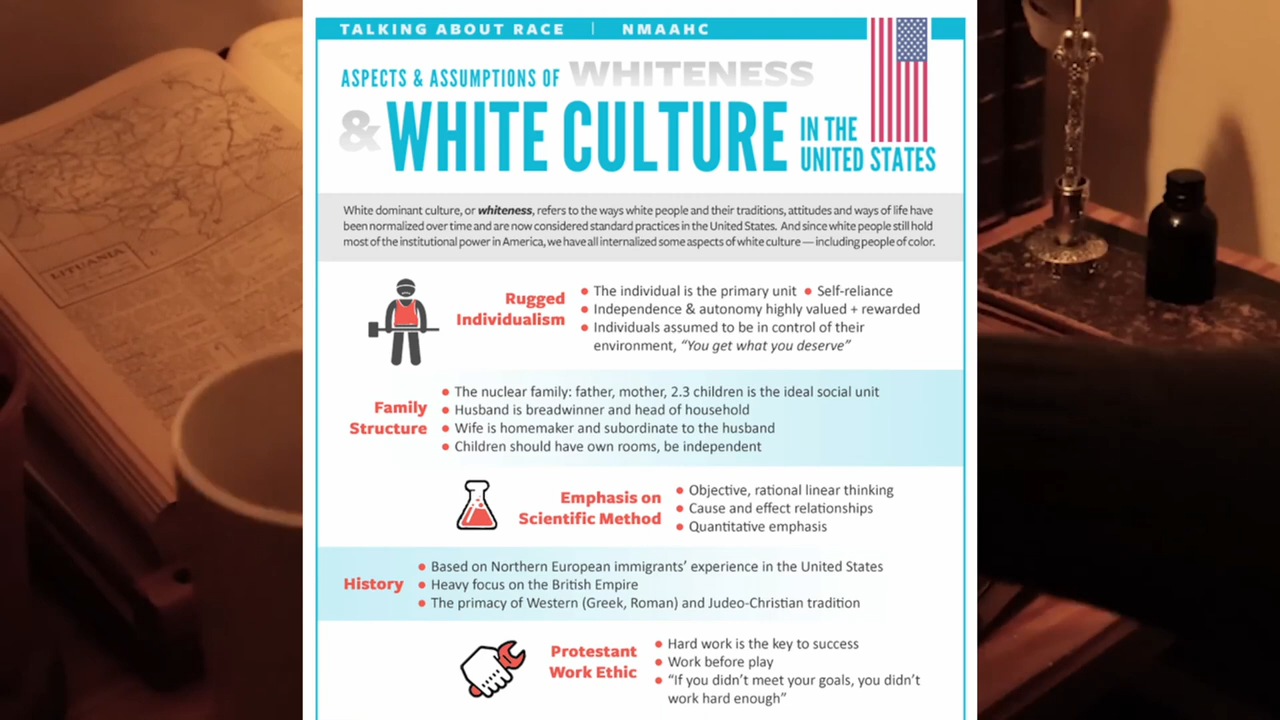 TALKING ABOUT RACE | NMAAHC
ASPECTS & ASSUMPTIONS OF WHITENESS
& WHITE CULTURE IN THE
UNITED STATES
White dominant culture, or whiteness, refers to the ways white people and their traditions, attitudes and ways of life have
been normalized over time and are now considered standard practices in the United States. And since white people still hold
most of the institutional power in America, we have all internalized some aspects of white culture — including people of color.
Rugged
Individualism
• The individual is the primary unit • Self-reliance
• Independence & autonomy highly valued + rewarded
• Individuals assumed to be in control of their
environment, “You get what you deserve”
Family
Structure
• The nuclear family: father, mother, 2.3 children is the ideal social unit
• Husband is breadwinner and head of household
• Wife is homemaker and subordinate to the husband
• Children should have own rooms, be independent
Emphasis on
Scientific Method
• Objective, rational linear thinking
• Cause and effect relationships
• Quantitative emphasis
History
• Based on Northern European immigrants’ experience in the United States
• Heavy focus on the British Empire
• The primacy of Western (Greek, Roman) and Judeo-Christian tradition
Protestant
Work Ethic
• Hard work is the key to success
• Work before play
• “If you didn’t meet your goals, you didn’t
work hard enough”
LITUANIA